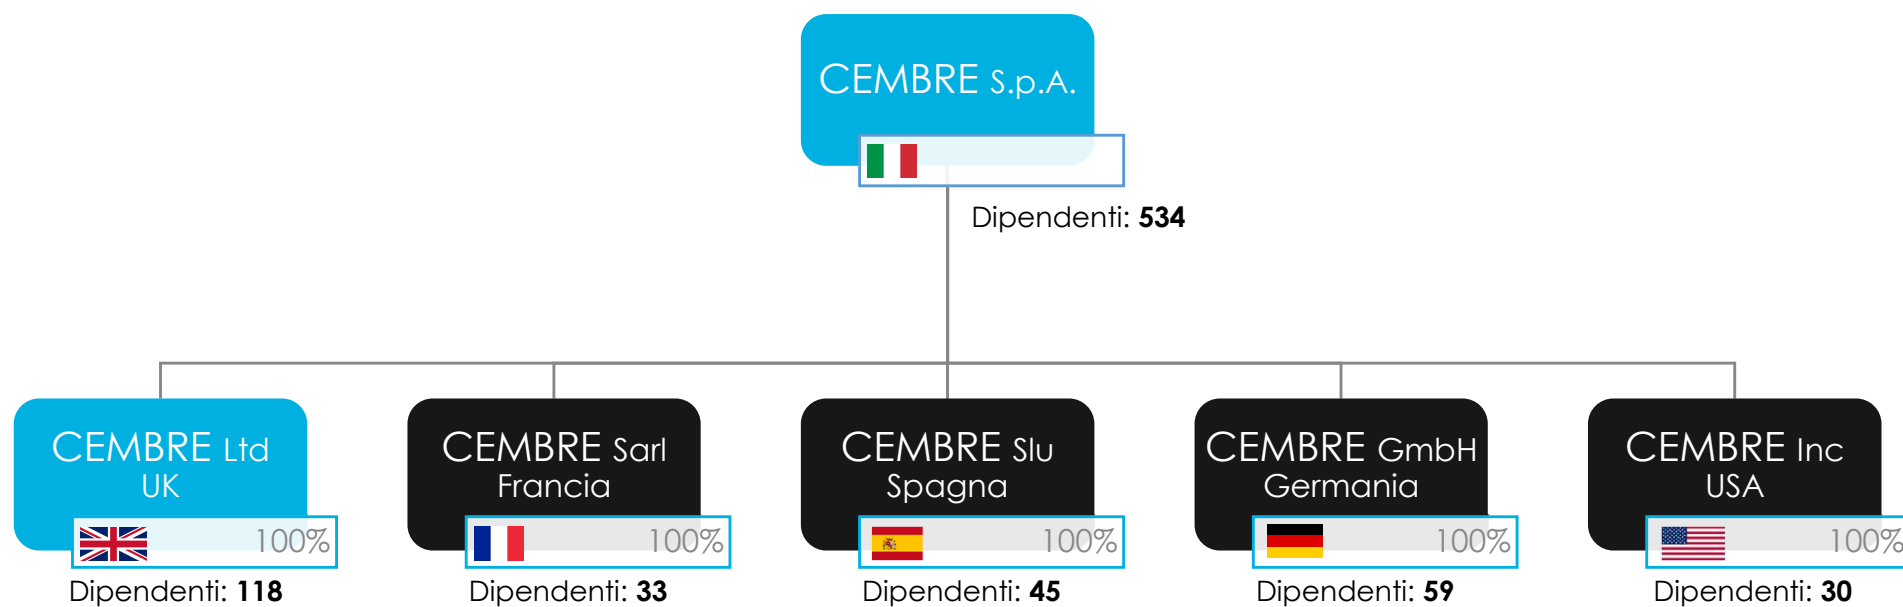 CEMBRE S.p.A.
Dipendenti: 534
CEMBRE Ltd
UK
100%
Dipendenti: 118
CEMBRE Sarl
Francia
100%
Dipendenti: 33
CEMBRE Slu
Spagna
100%
Dipendenti: 45
CEMBRE GmbH
Germania
100%
Dipendenti: 59
CEMBRE Inc
USA
100%
Dipendenti: 30